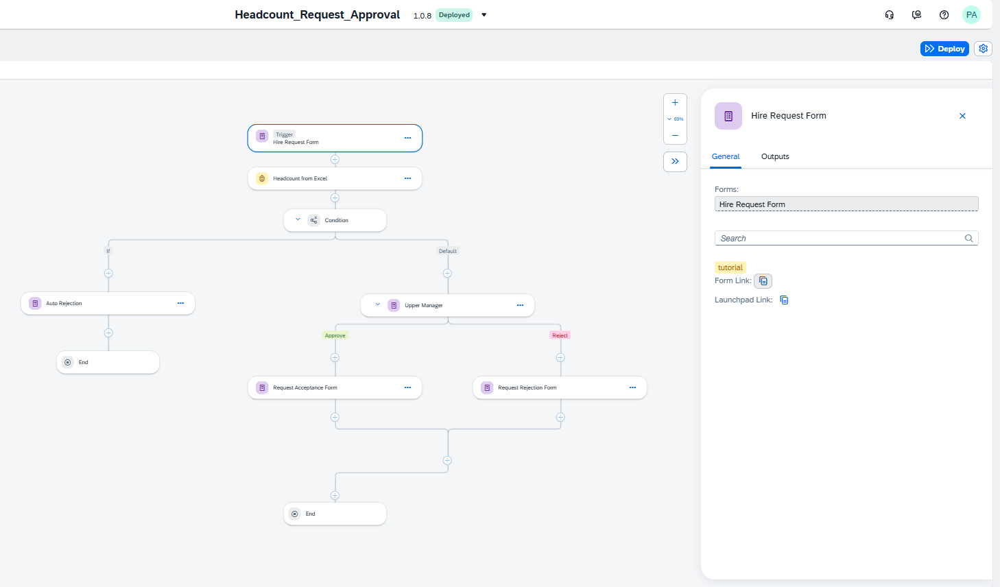 Headcount_Request_Approval 1.0.8 Deployed
PA
Deploy
69%
Trigger
Hire Request Form
Headcount from Excel
Condition
If
Default
Auto Rejection
Upper Manager
Approve
Reject
End
Request Acceptance Form
Request Rejection Form
End
Hire Request Form
General
Outputs
Forms:
Hire Request Form
Search
tutorial
Form Link:
Launchpad Link: